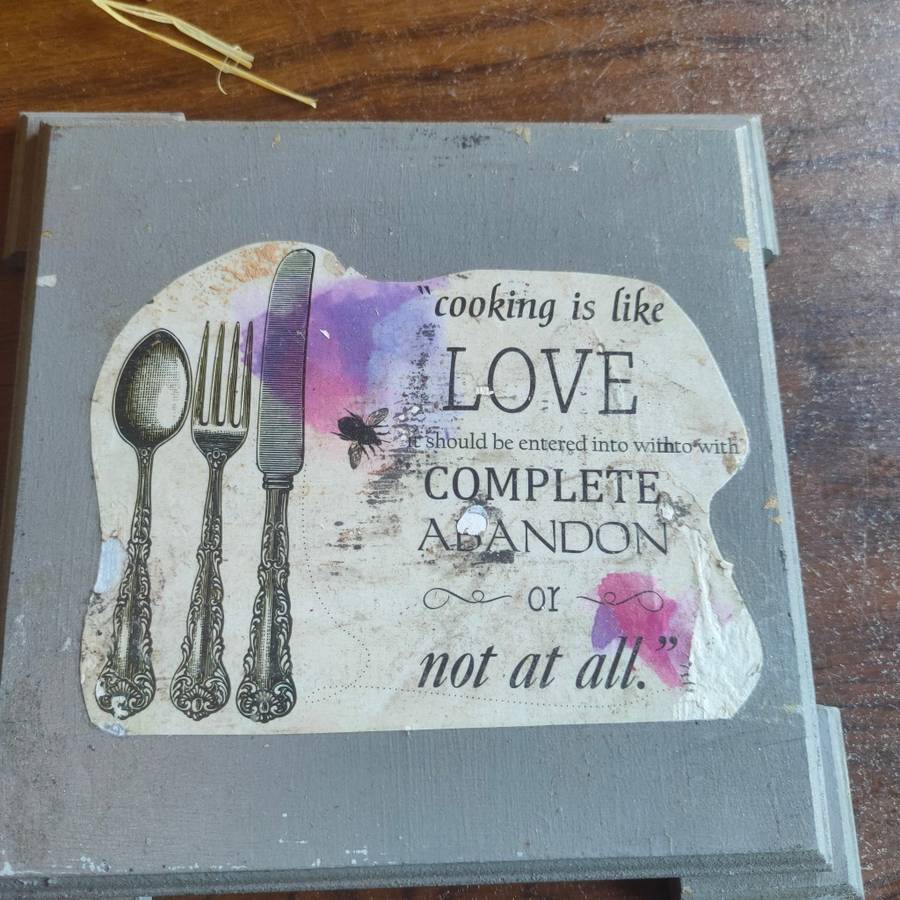 "cooking is like
LOVE
it should be entered into withto with
COMPLETE
ABANDON
or
not at all."